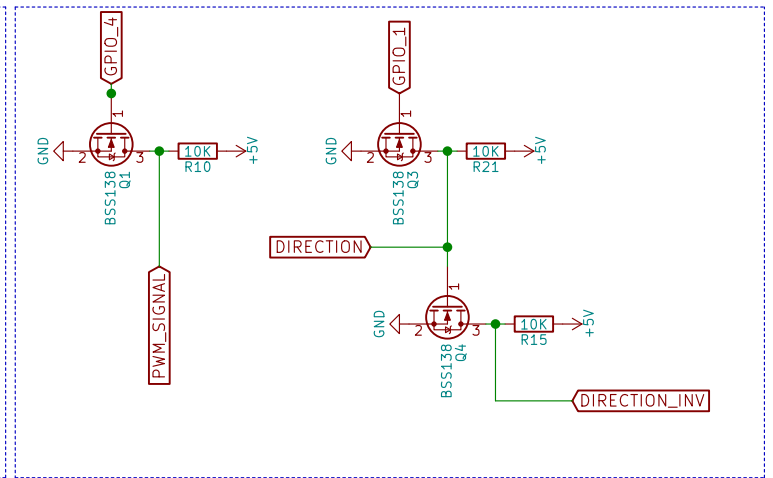 GPIO_4
1
GND
2
3
10K
R10
+5V
BSS138
Q1
PWM_SIGNAL
GPIO_1
1
GND
2
3
10K
R21
+5V
BSS138
Q3
DIRECTION
1
GND
2
3
10K
R15
+5V
BSS138
Q4
DIRECTION_INV